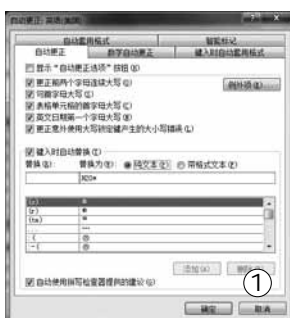 自动更正: 英语(美国)
自动套用格式 智能标记
自动更正 数学自动更正 键入时自动套用格式
显示“自动更正选项”按钮(H)
更正前两个字母连续大写(O) 例外项(E)...
句首字母大写(S)
表格单元格的首字母大写(C)
英文日期第一个字母大写(N)
更正意外使用大写锁定键产生的大小写错误(L)
键入时自动替换(T)
替换(R): 替换为(W): 纯文本(P) 带格式文本(F)
(r) ®
(tm) ™
... …
:(
:-(
添加(A) 删除(D)
自动使用拼写检查器提供的建议(G)
①
确定 取消